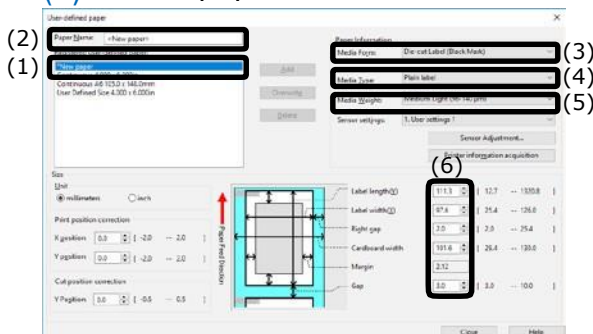 User-defined paper
(2)
Paper Name: <New paper>
(1)
<New paper>
Continuous A6 105.0 x 148.0mm
User Defined Size 4.000 x 6.000in
Add
Overwrite
Delete
Paper Information
Media Form: Die-cut Label (Black Mark) (3)
Media Type: Plain label (4)
Media Weight: (5)
Sensor settings: 1. User settings 1
Sensor Adjustment...
Printer information acquisition
(6)
Size
Unit
millimeters inch
Print position correction
X position 0.0 [ -2.0 -- 2.0 ]
Y position 0.0 [ -2.0 -- 2.0 ]
Cut position correction
Y Position 0.0 [ -0.5 -- 0.5 ]
Paper Feed Direction
Label length(Y) 111.3 [ 12.7 -- 1320.8 ]
Label width(X) 97.6 [ 25.4 -- 126.0 ]
Right gap 2.0 [ 2.0 -- 25.4 ]
Cardboard width 101.6 [ 26.4 -- 130.0 ]
Margin 2.12
Gap 3.0 [ 3.0 -- 10.0 ]
Close Help